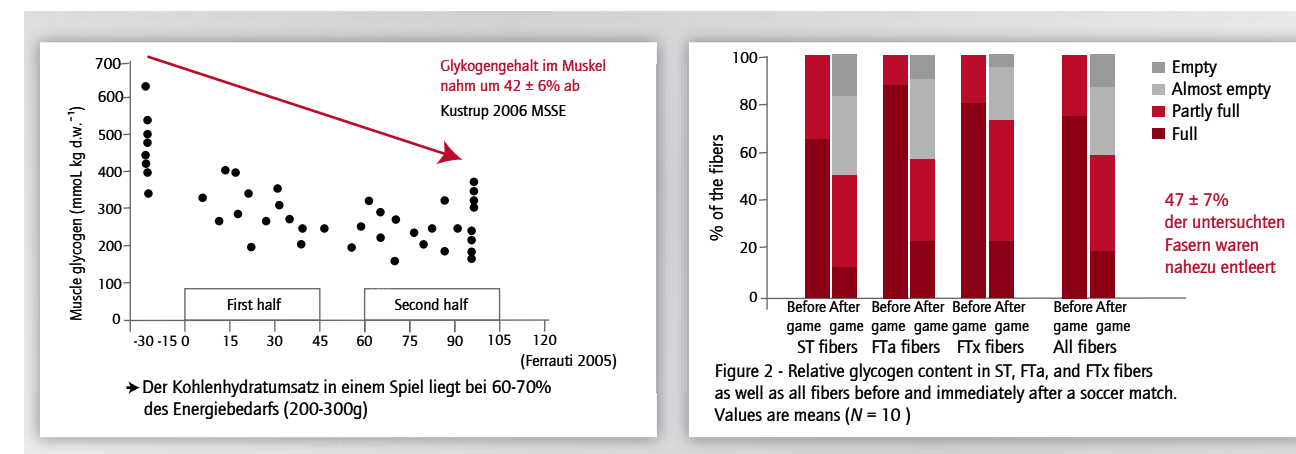 Muscle glycogen (mmoL kg d.w.⁻¹)
700
600
500
400
300
200
100
0
Glykogengehalt im Muskel
nahm um 42 ± 6% ab
Kustrup 2006 MSSE
First half
Second half
-30 -15 0 15 30 45 60 75 90 105 120
(Ferrauti 2005)
➔ Der Kohlenhydratumsatz in einem Spiel liegt bei 60-70%
des Energiebedarfs (200-300g)
% of the fibers
100
80
60
40
20
0
Empty
Almost empty
Partly full
Full
47 ± 7%
der untersuchten
Fasern waren
nahezu entleert
Before After Before After Before After Before After
game game game game game game game game
ST fibers FTa fibers FTx fibers All fibers
Figure 2 - Relative glycogen content in ST, FTa, and FTx fibers
as well as all fibers before and immediately after a soccer match.
Values are means (N = 10 )